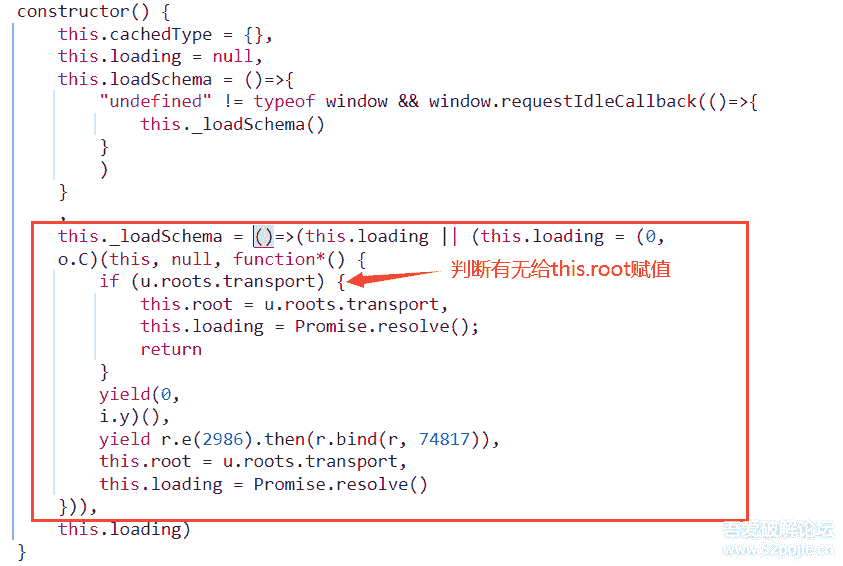 constructor() {
this.cachedType = {},
this.loading = null,
this.loadSchema = ()=>{
"undefined" != typeof window && window.requestIdleCallback(()=>{
this._loadSchema()
}
)
}
,
this._loadSchema = ()=>(this.loading || (this.loading = (0,
o.C)(this, null, function*() {
if (u.roots.transport) {
判断有无给this.root赋值
this.root = u.roots.transport,
this.loading = Promise.resolve();
return
}
yield(0,
i.y)(),
yield r.e(2986).then(r.bind(r, 74817)),
this.root = u.roots.transport,
this.loading = Promise.resolve()
})),
this.loading)
}
吾爱破解论坛
www.52pojie.cn